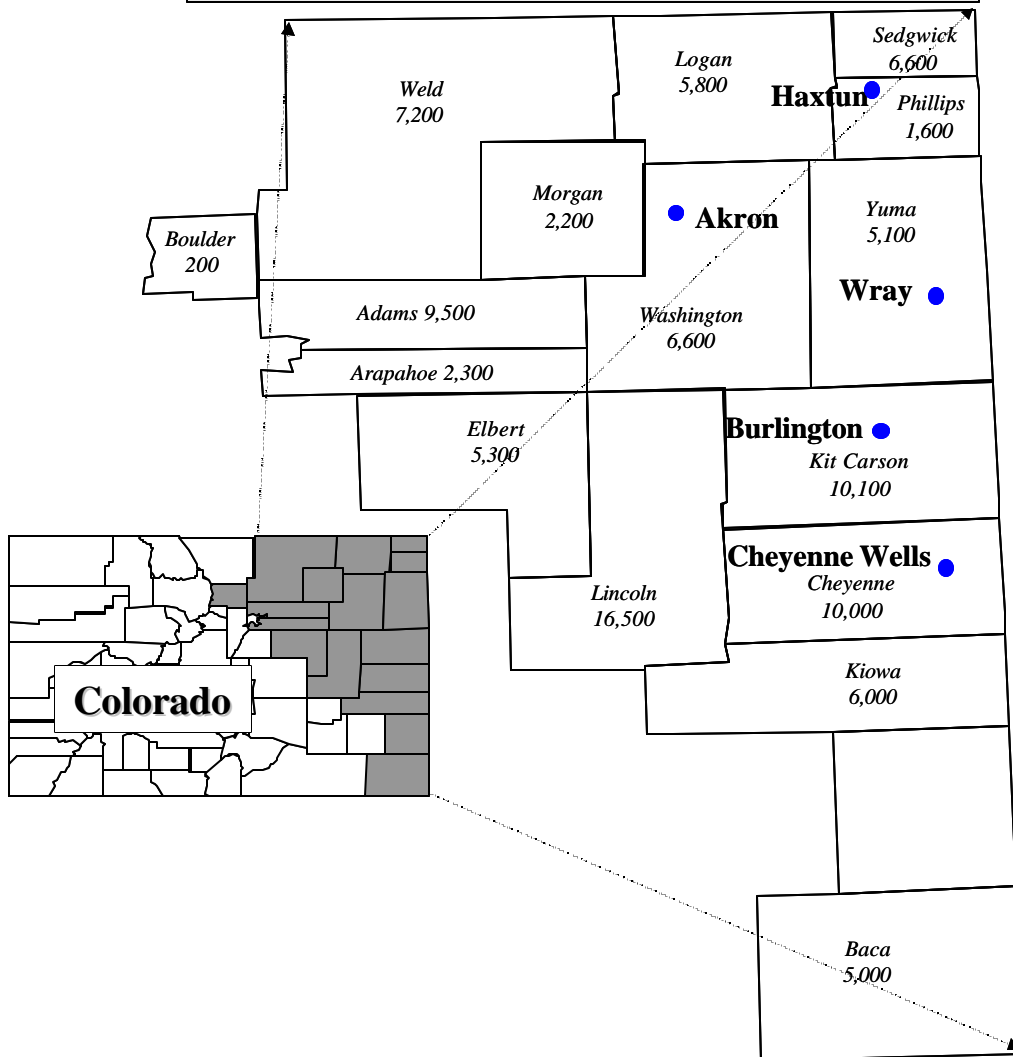 Sedgwick
6,600
Logan
5,800
Weld
7,200
Haxtun
Phillips
1,600
Morgan
2,200
Akron
Yuma
5,100
Boulder
200
Wray
Adams 9,500
Washington
6,600
Arapahoe 2,300
Elbert
5,300
Burlington
Kit Carson
10,100
Cheyenne Wells
Cheyenne
10,000
Lincoln
16,500
Kiowa
6,000
Colorado
Baca
5,000